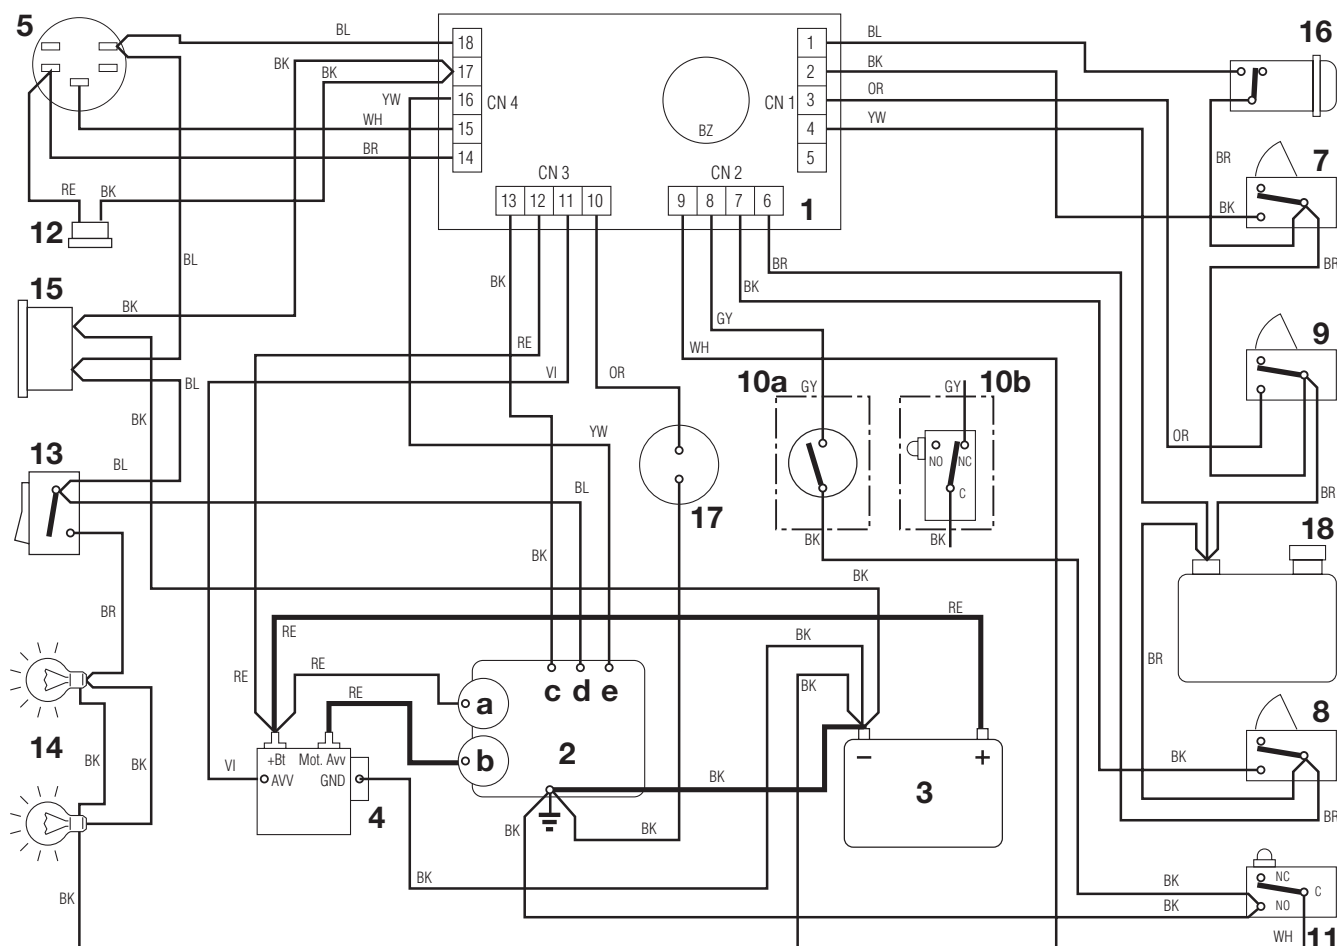 5
BL
18
1
BL
16
BK
BK
17
2
BK
YW
16
CN 4
CN 1
3
OR
WH
15
BZ
4
YW
BR
14
5
CN 3
CN 2
RE
BK
13 12 11 10
9 8 7 6
1
BR
7
12
BK
BR
BL
BK
BR
15
BK
BK
GY
RE
WH
9
VI
OR
10a
GY
10b
BL
BK
YW
OR
NO
NC
13
BL
C
BL
17
BR
BK
BK
BK
18
BK
BR
RE
RE
BK
BR
RE
RE
RE
BK
c d e
a
8
14
+Bt
Mot. Avv
2
BK
BK
VI
AVV
GND
b
BK
− +
BK
3
4
BK
BK
BR
BK
BK
NC
C
BK
BK
NO
WH
11